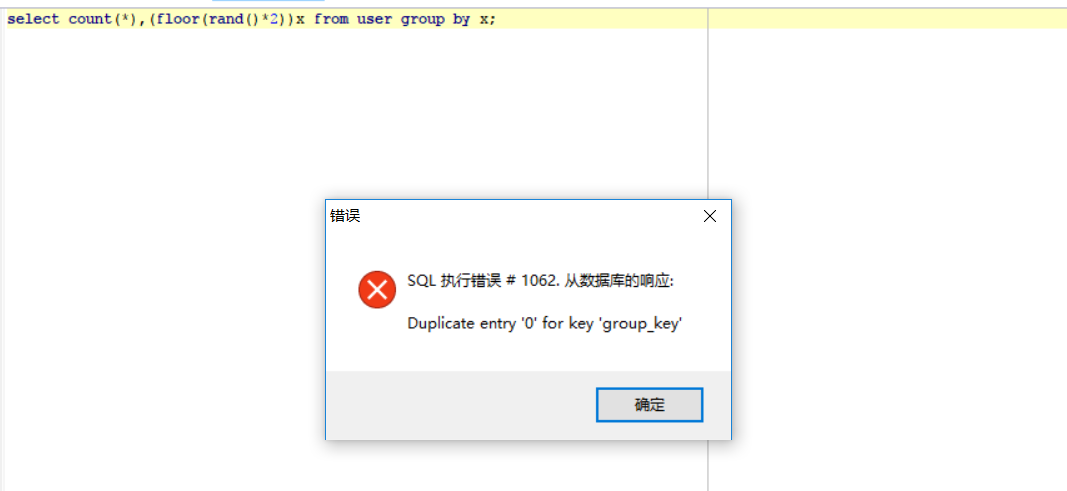 select count(*),(floor(rand()*2))x from user group by x;
错误
SQL 执行错误 # 1062. 从数据库的响应:
Duplicate entry '0' for key 'group_key'
确定